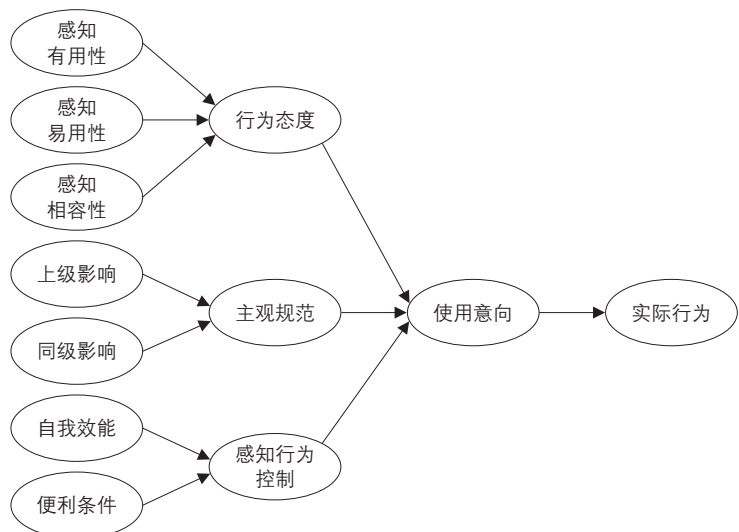 感知
有用性
感知
易用性
感知
相容性
上级影响
同级影响
自我效能
便利条件
行为态度
主观规范
感知行为
控制
使用意向
实际行为